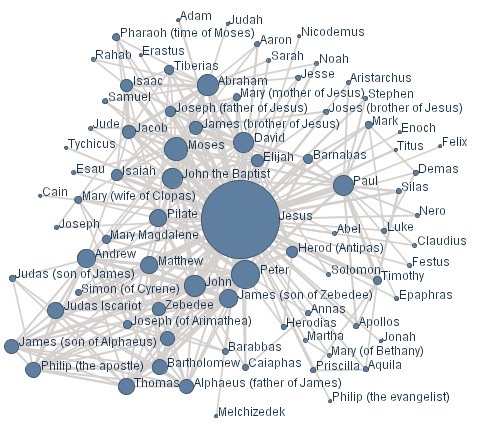 Adam
Judah
Pharaoh (time of Moses)
Nicodemus
Aaron
Rahab
Erastus
Sarah
Noah
Tiberias
Jesse
Isaac
Abraham
Aristarchus
Samuel
Mary (mother of Jesus)
Stephen
Joseph (father of Jesus)
Joses (brother of Jesus)
Jude
Jacob
James (brother of Jesus)
Mark
Enoch
Tychicus
Moses
David
Titus
Felix
Elijah
Barnabas
Esau
Isaiah
John the Baptist
Demas
Paul
Silas
Cain
Mary (wife of Clopas)
Pilate
Jesus
Nero
Joseph
Mary Magdalene
Abel
Luke
Claudius
Andrew
Herod (Antipas)
Matthew
Festus
Judas (son of James)
Peter
Solomon
Timothy
Simon (of Cyrene)
John
James (son of Zebedee)
Epaphras
Judas Iscariot
Zebedee
Annas
Joseph (of Arimathea)
Herodias
Apollos
Martha
Jonah
James (son of Alphaeus)
Barabbas
Mary (of Bethany)
Philip (the apostle)
Bartholomew
Caiaphas
Priscilla
Aquila
Thomas
Alphaeus (father of James)
Philip (the evangelist)
Melchizedek